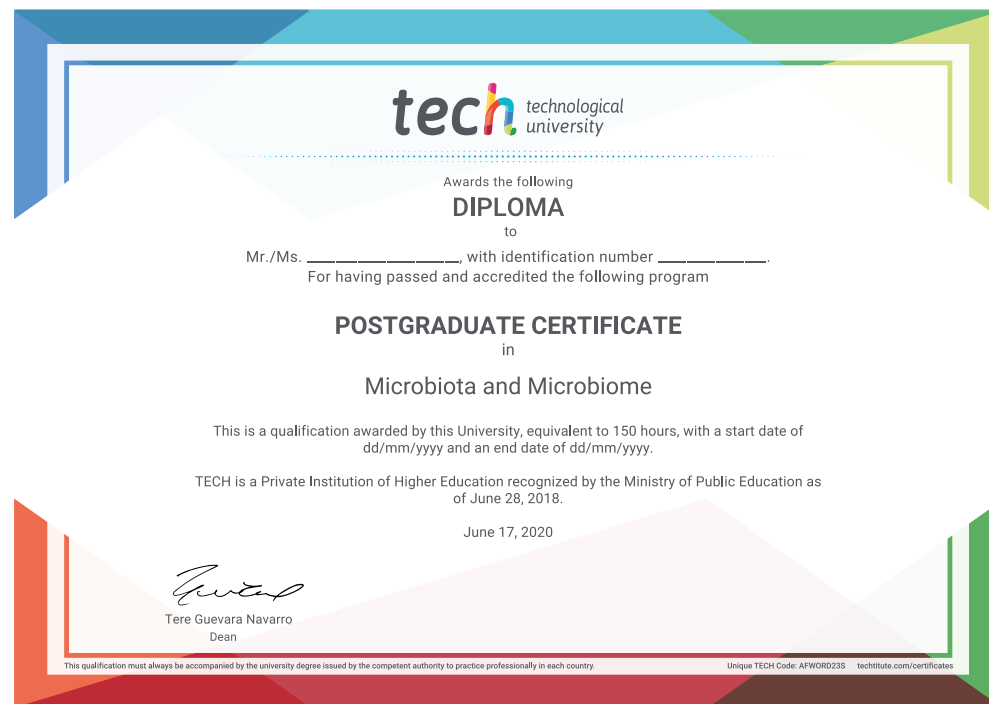 tech technological
university
Awards the following
DIPLOMA
to
Mr./Ms. _______________, with identification number ___________.
For having passed and accredited the following program
POSTGRADUATE CERTIFICATE
in
Microbiota and Microbiome
This is a qualification awarded by this University, equivalent to 150 hours, with a start date of
dd/mm/yyyy and an end date of dd/mm/yyyy.
TECH is a Private Institution of Higher Education recognized by the Ministry of Public Education as
of June 28, 2018.
June 17, 2020
Tere Guevara Navarro
Dean
This qualification must always be accompanied by the university degree issued by the competent authority to practice professionally in each country.
Unique TECH Code: AFWORD23S techtitute.com/certificates